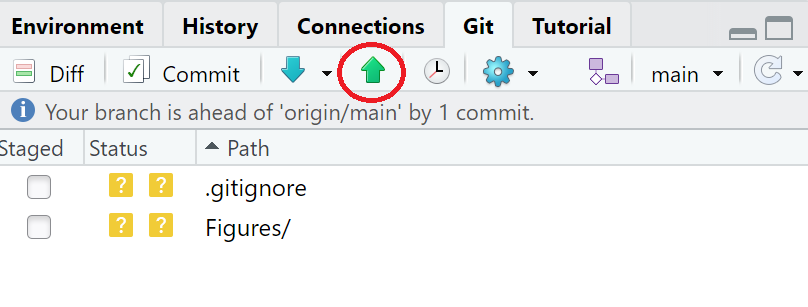 Environment History Connections Git Tutorial
Diff Commit main
Your branch is ahead of 'origin/main' by 1 commit.
Staged Status Path
? ? .gitignore
? ? Figures/